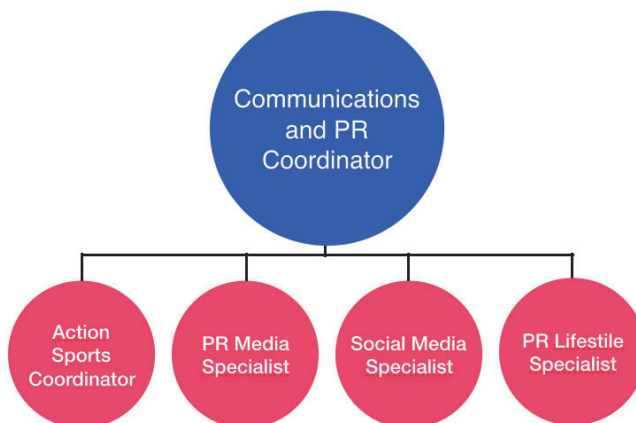 Communications
and PR
Coordinator
Action
Sports
Coordinator
PR Media
Specialist
Social Media
Specialist
PR Lifestile
Specialist